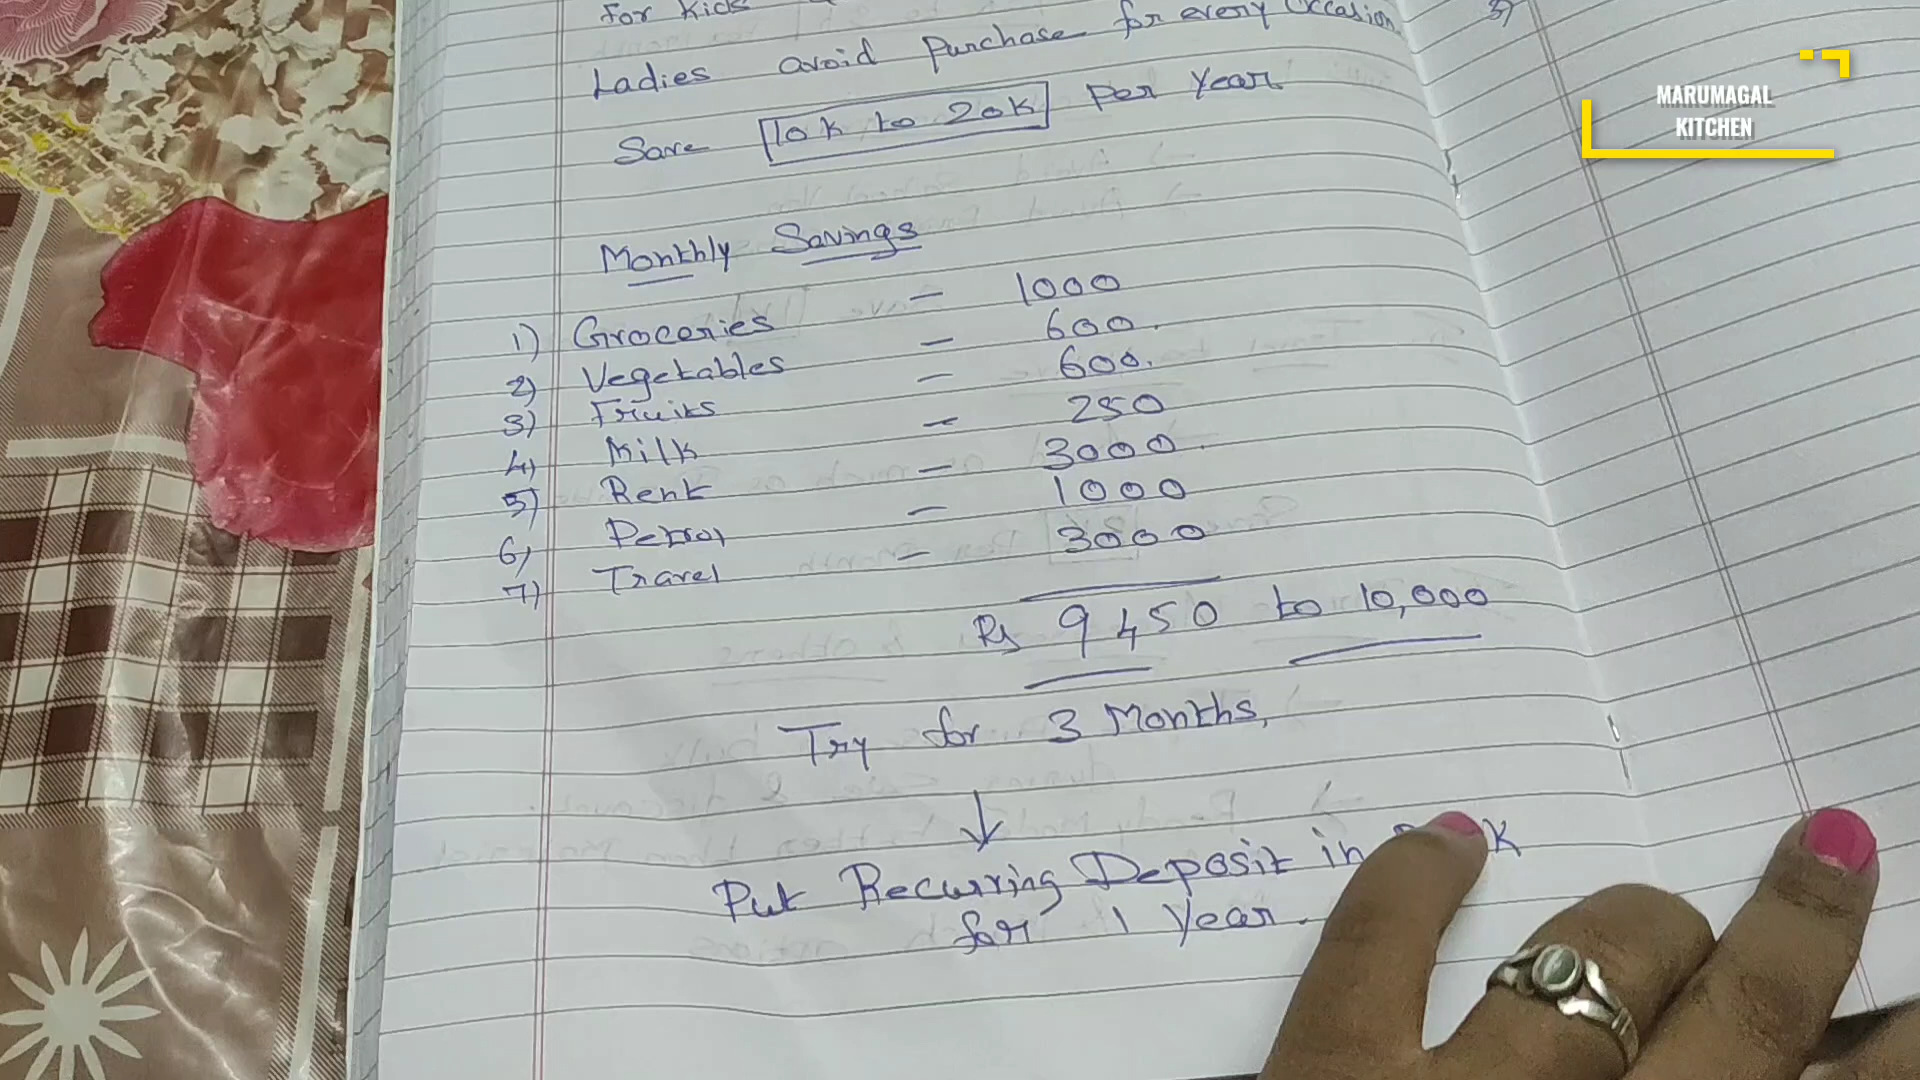 for kids
Ladies avoid Purchase for every Occasion
Save 10k to 20k Per Year
Monthly Savings
1) Groceries - 1000
2) Vegetables - 600.
3) Fruits - 600.
4) Milk - 250
5) Rent - 3000
6) Petrol - 1000
7) Travel - 3000
Rs 9450 to 10,000
Try for 3 Months,
↓
Put Recurring Deposit in
for 1 Year.
MARUMAGAL
KITCHEN